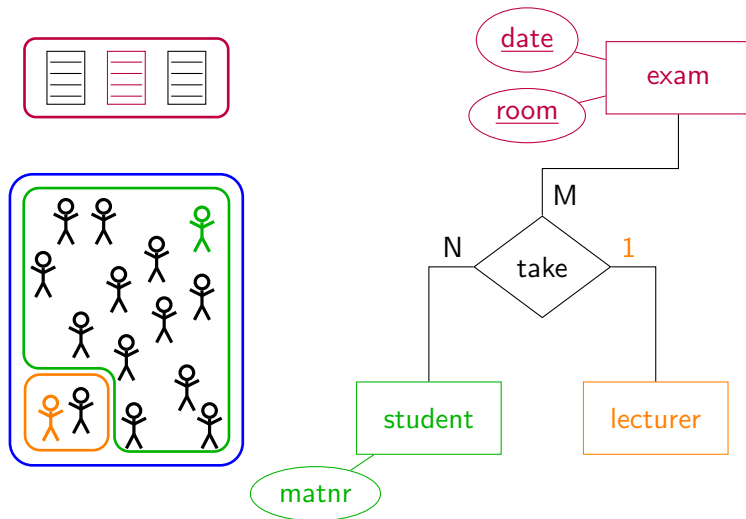 date
exam
room
M
N
take
1
student
lecturer
matnr